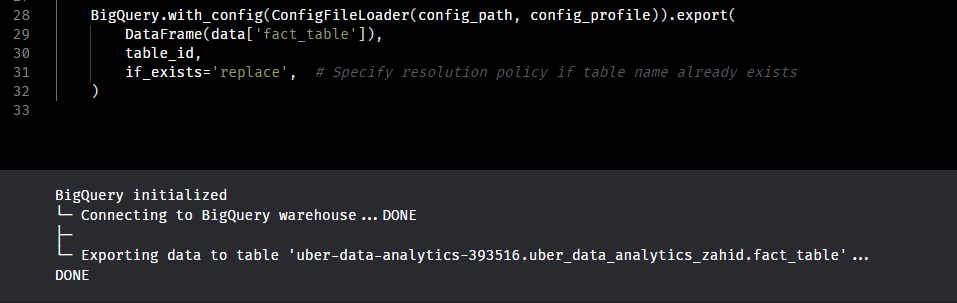 28 BigQuery.with_config(ConfigFileLoader(config_path, config_profile)).export(
29 DataFrame(data['fact_table']),
30 table_id,
31 if_exists='replace', # Specify resolution policy if table name already exists
32 )
33
BigQuery initialized
└─ Connecting to BigQuery warehouse...DONE
├─
└─ Exporting data to table 'uber-data-analytics-393516.uber_data_analytics_zahid.fact_table'...
DONE